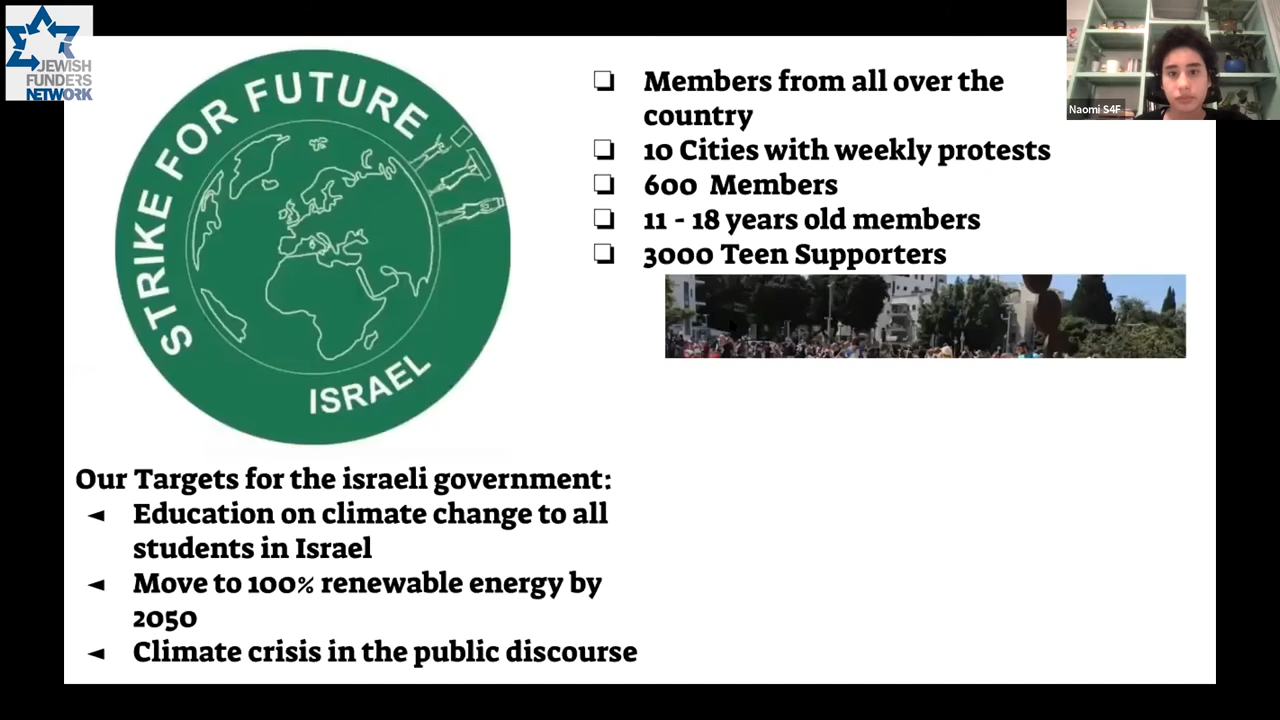 JEWISH
FUNDERS
NETWORK
STRIKE FOR FUTURE
ISRAEL
Members from all over the
country
10 Cities with weekly protests
600 Members
11 - 18 years old members
3000 Teen Supporters
Naomi S4F
Our Targets for the israeli government:
Education on climate change to all
students in Israel
Move to 100% renewable energy by
2050
Climate crisis in the public discourse